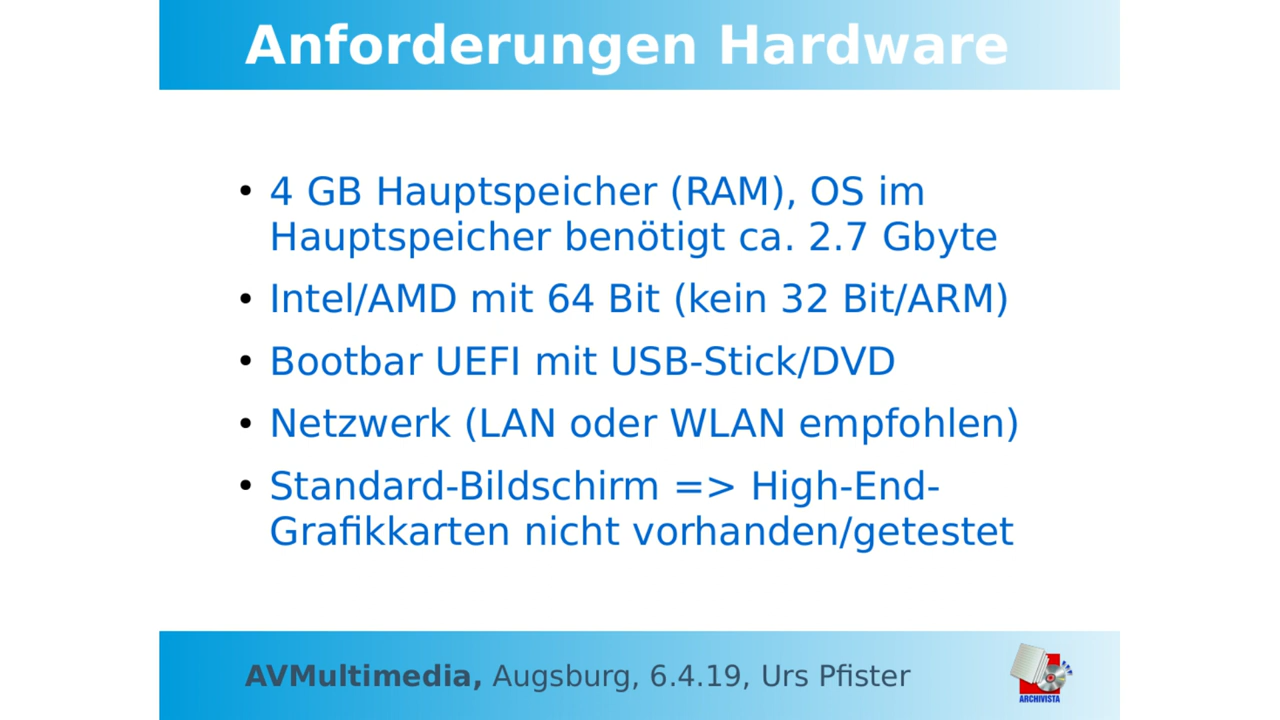 Anforderungen Hardware
• 4 GB Hauptspeicher (RAM), OS im
Hauptspeicher benötigt ca. 2.7 Gbyte
• Intel/AMD mit 64 Bit (kein 32 Bit/ARM)
• Bootbar UEFI mit USB-Stick/DVD
• Netzwerk (LAN oder WLAN empfohlen)
• Standard-Bildschirm => High-End-
Grafikkarten nicht vorhanden/getestet
AVMultimedia, Augsburg, 6.4.19, Urs Pfister
ARCHIVISTA